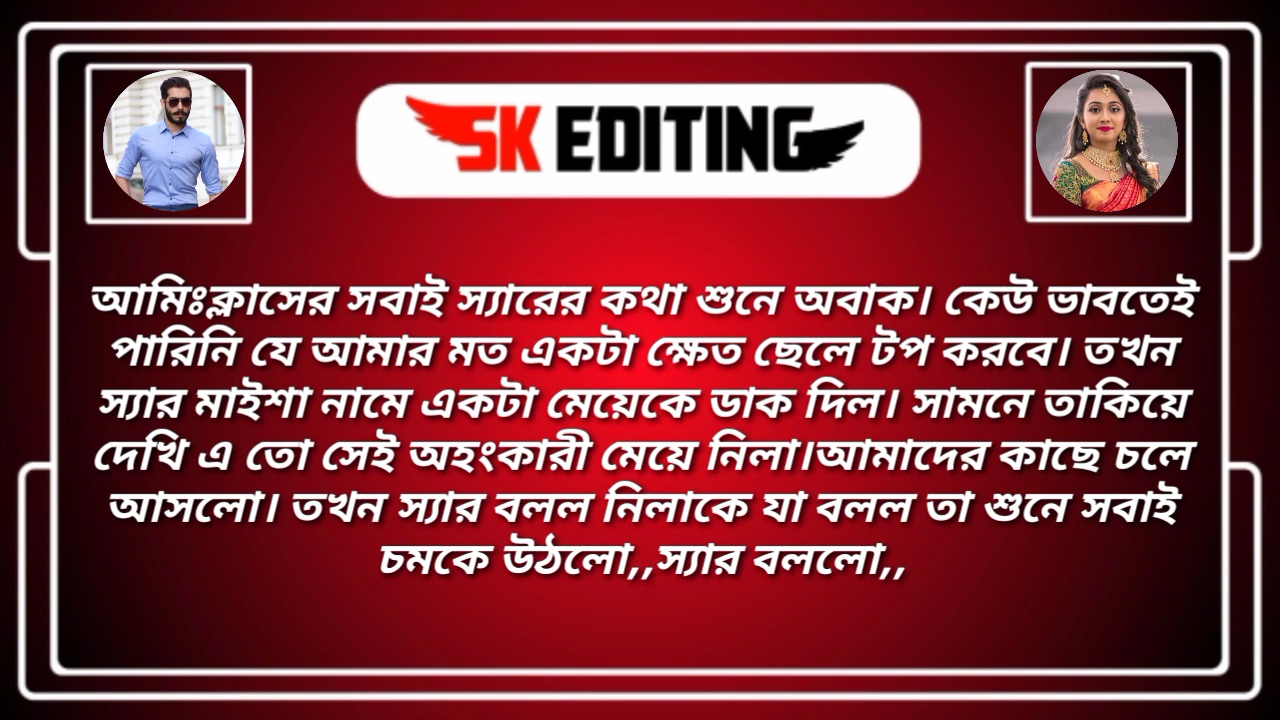 SK EDITING
আমিঃক্লাসের সবাই স্যারের কথা শুনে অবাক। কেউ ভাবতেই
পারিনি যে আমার মত একটা ক্ষেত ছেলে টপ করবে। তখন
স্যার মাইশা নামে একটা মেয়েকে ডাক দিল। সামনে তাকিয়ে
দেখি এ তো সেই অহংকারী মেয়ে নিলা।আমাদের কাছে চলে
আসলো। তখন স্যার বলল নিলাকে যা বলল তা শুনে সবাই
চমকে উঠলো,,স্যার বললো,,